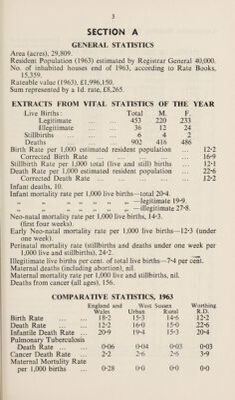 3
SECTION A
GENERAL STATISTICS
Area (acres), 29,809.
Resident Population (1963) estimated by Registrar General 40,000.
No. of inhabited houses end of 1963, according to Rate Books,
15,359.
Rateable value (1963), £1,996,150.
Sum represented by a 1d. rate, £8,265.
EXTRACTS FROM VITAL STATISTICS OF THE YEAR
Live Births: Total M. F.
Legitimate ... ... 453 220 233
Illegitimate ... ... 36 12 24
Stillbirths ... ... 6 4 2
Deaths ... ... 902 416 486
Birth Rate per 1,000 estimated resident population ... 12·2
Corrected Birth Rate ... ... ... ... 16·9
Stillbirth Rate per 1,000 total (live and still) births ... 12·1
Death Rate per 1,000 estimated resident population ... 22·6
Corrected Death Rate ... ... ... ... 12·2
Infant deaths, 10.
Infant mortality rate per 1,000 live births—total 20·4.
" " " " " " —legitimate 19·9.
" " " " " " —illegitimate 27·8.
Neo-natal mortality rate per 1,000 live births, 14·3.
(first four weeks).
Early Neo-natal mortality rate per 1,000 live births—12·3 (under
one week).
Perinatal mortality rate (stillbirths and deaths under one week per
1,000 live and stillbirths), 24·2.
Illegitimate live births per cent. of total live births—7·4 per cent.
Maternal deaths (including abortion), nil.
Maternal mortality rate per 1,000 live and stillbirths, nil.
Deaths from cancer (all ages), 156.
COMPARATIVE STATISTICS, 1963
England and West Sussex Worthing
Wales Urban Rural R.D.
Birth Rate ... ... 18·2 15·3 14·6 12·2
Death Rate ... ... 12·2 16·0 15·0 22·6
Infantile Death Rate ... 20·9 19·4 15·3 20·4
Pulmonary Tuberculosis
Death Rate ... ... 0·06 0·04 0·03 0·03
Cancer Death Rate ... 2·2 2·6 2·5 3·9
Maternal Mortality Rate
per 1,000 births ... 0·28 0·0 0·0 0·0